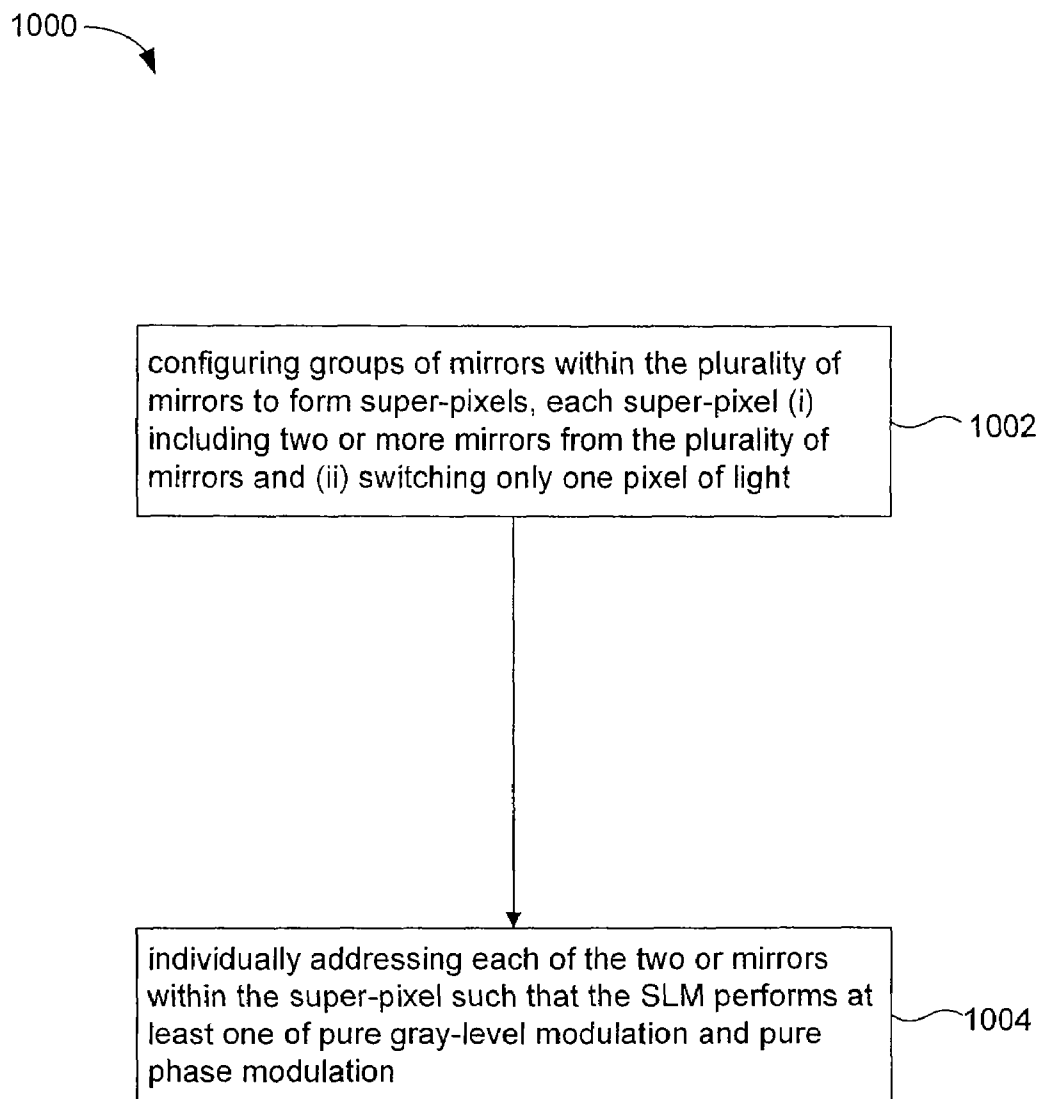 1000
configuring groups of mirrors within the plurality of
mirrors to form super-pixels, each super-pixel (i)
including two or more mirrors from the plurality of
mirrors and (ii) switching only one pixel of light
1002
individually addressing each of the two or mirrors
within the super-pixel such that the SLM performs at
least one of pure gray-level modulation and pure
phase modulation
1004